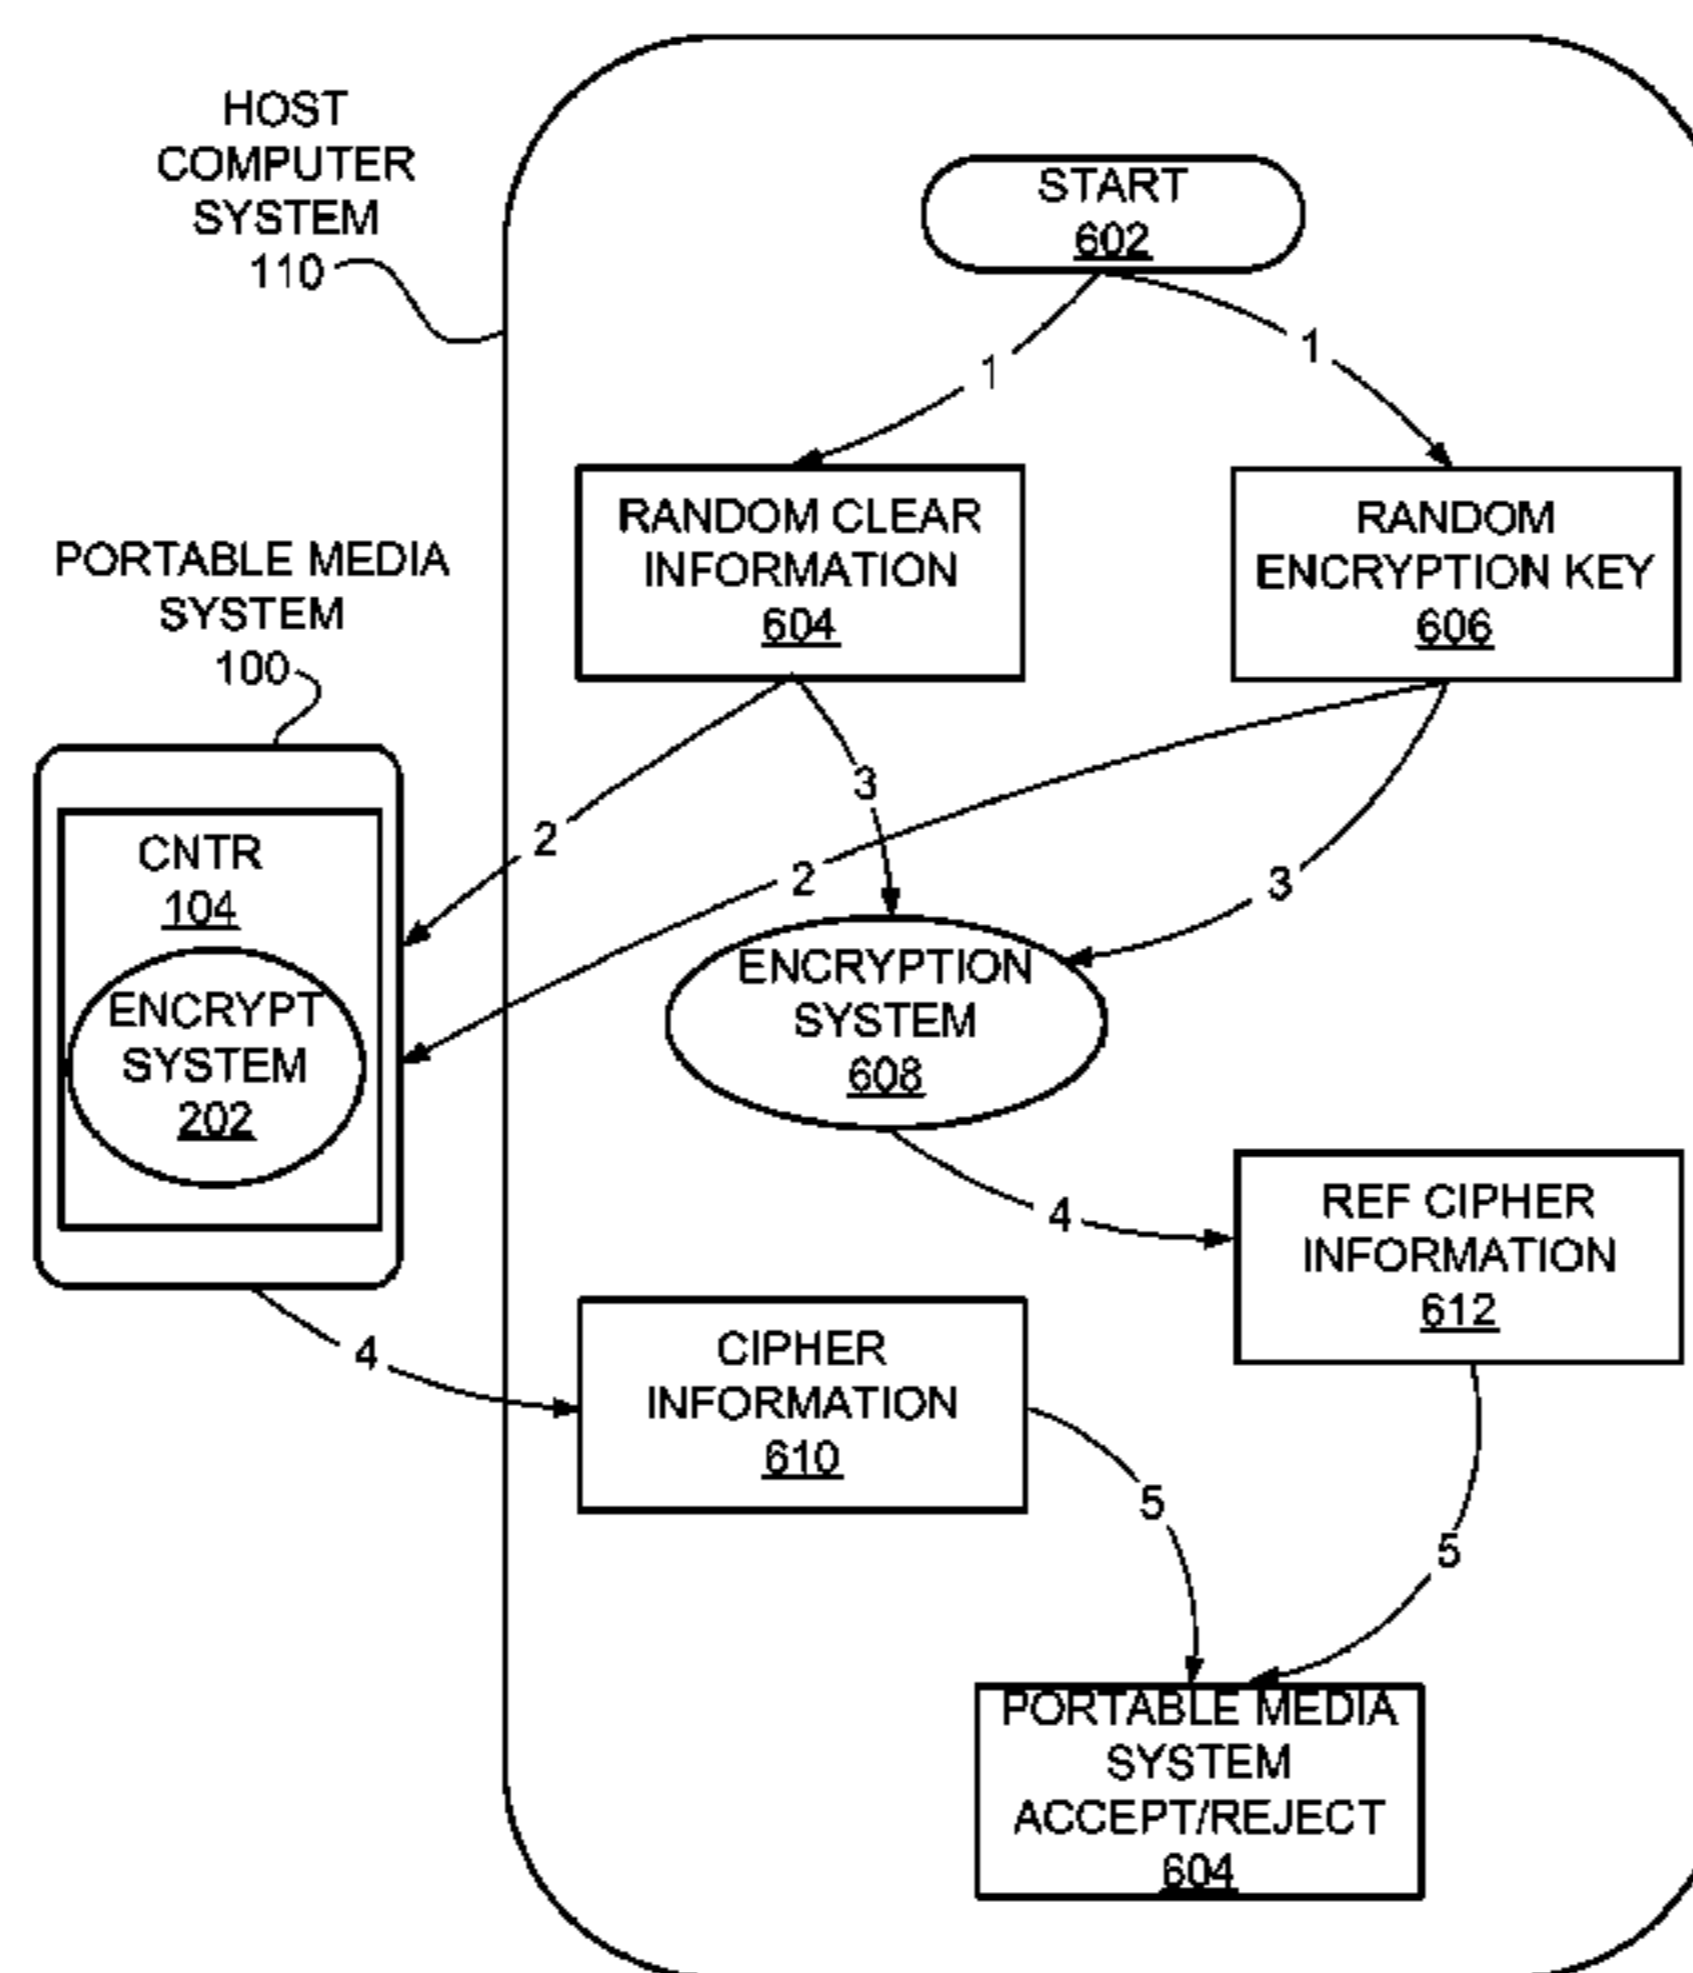 HOST
COMPUTER
SYSTEM
110
START
602
1
1
RANDOM CLEAR
INFORMATION
604
RANDOM
ENCRYPTION KEY
606
PORTABLE MEDIA
SYSTEM
100
2
3
2
3
CNTR
104
ENCRYPT
SYSTEM
202
ENCRYPTION
SYSTEM
608
4
REF CIPHER
INFORMATION
612
4
CIPHER
INFORMATION
610
5
5
PORTABLE MEDIA
SYSTEM
ACCEPT/REJECT
604